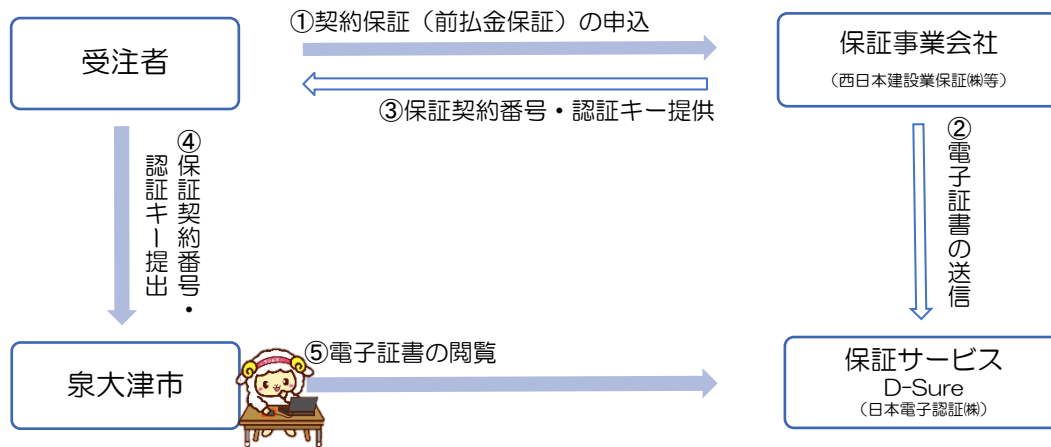 ①契約保証（前払金保証）の申込
受注者
保証事業会社
（西日本建設業保証㈱等）
③保証契約番号・認証キー提供
④保証契約番号・
認証キー提出
②電子証書の送信
⑤電子証書の閲覧
泉大津市
保証サービス
D-Sure
（日本電子認証㈱）